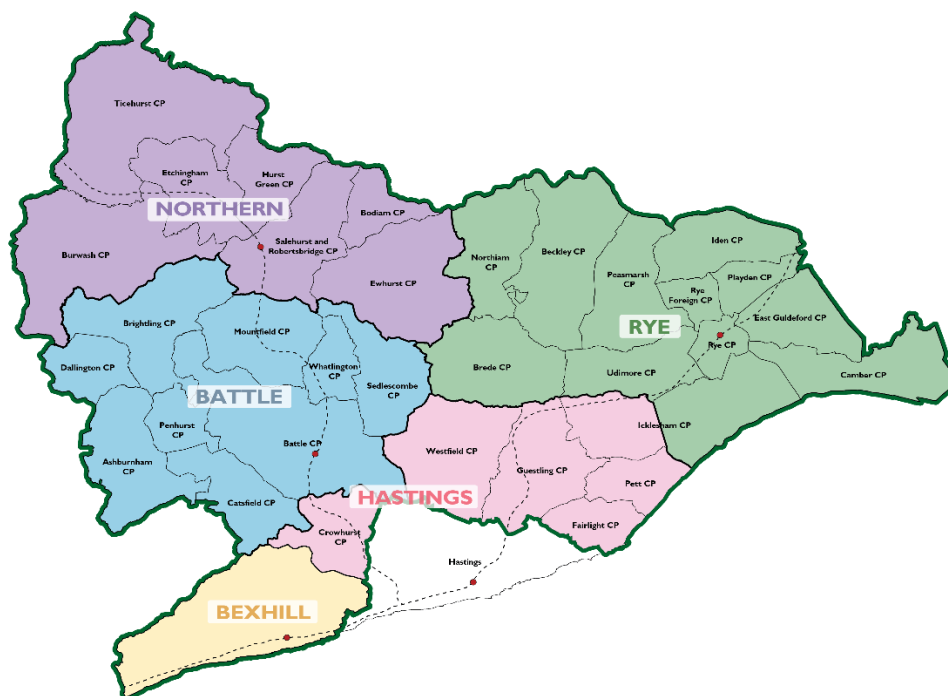 Ticehurst CP
Etchingham
CP
Hurst
Green CP
NORTHERN
Bodiam CP
Burwash CP
Salehurst and
Robertsbridge CP
Ewhurst CP
Northiam CP
Beckley CP
Peasmarsh
CP
Iden CP
Playden CP
Rye
Foreign CP
East Guldeford CP
RYE
Rye CP
Brede CP
Udimore CP
Camber CP
Icklesham CP
Brightling CP
Mountfield CP
Dallington CP
Whatlington
CP
Sedlescombe
CP
BATTLE
Penhurst
CP
Battle CP
Ashburnham
CP
Catsfield CP
Westfield CP
Guestling CP
Pett CP
HASTINGS
Fairlight CP
Crowhurst
CP
Hastings
BEXHILL